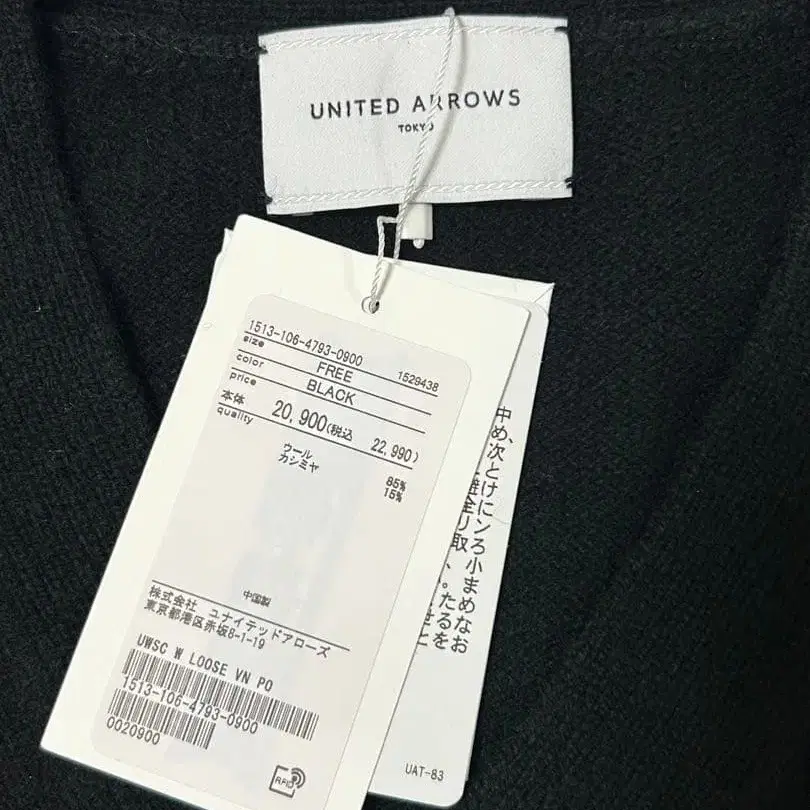 UNITED ARROWS
TOKYO
1513-106-4793-0900
size FREE 1529438
color BLACK
price
本体 20,900(税込 22,990)
quality
ウール 85%
カシミヤ 15%
中国製
株式会社 ユナイテッドアローズ
東京都港区赤坂8-1-19
UWSC W LOOSE VN PO
1513-106-4793-0900
0020900
RFID
UAT-83